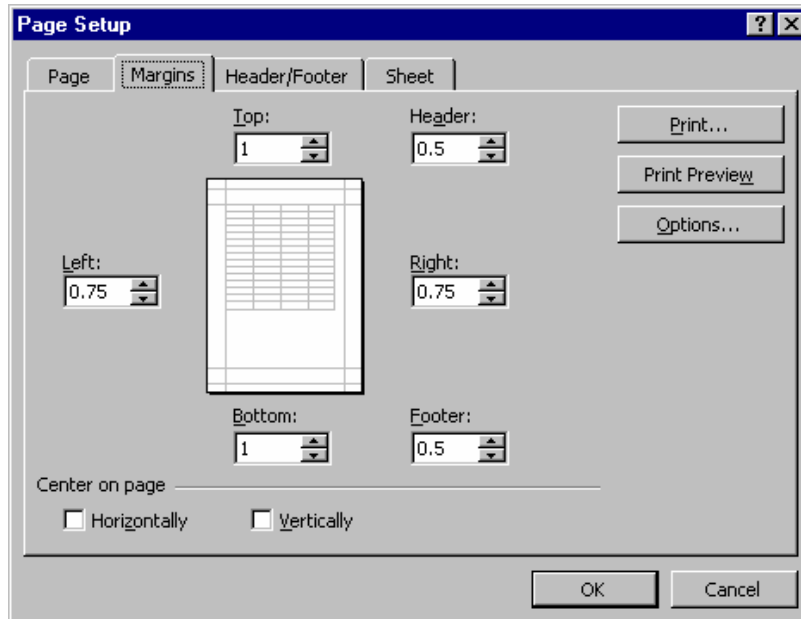 Page Setup
Page Margins Header/Footer Sheet
Top: Header:
1 0.5
Print...
Print Preview
Options...
Left: Right:
0.75 0.75
Bottom: Footer:
1 0.5
Center on page
Horizontally Vertically
OK Cancel